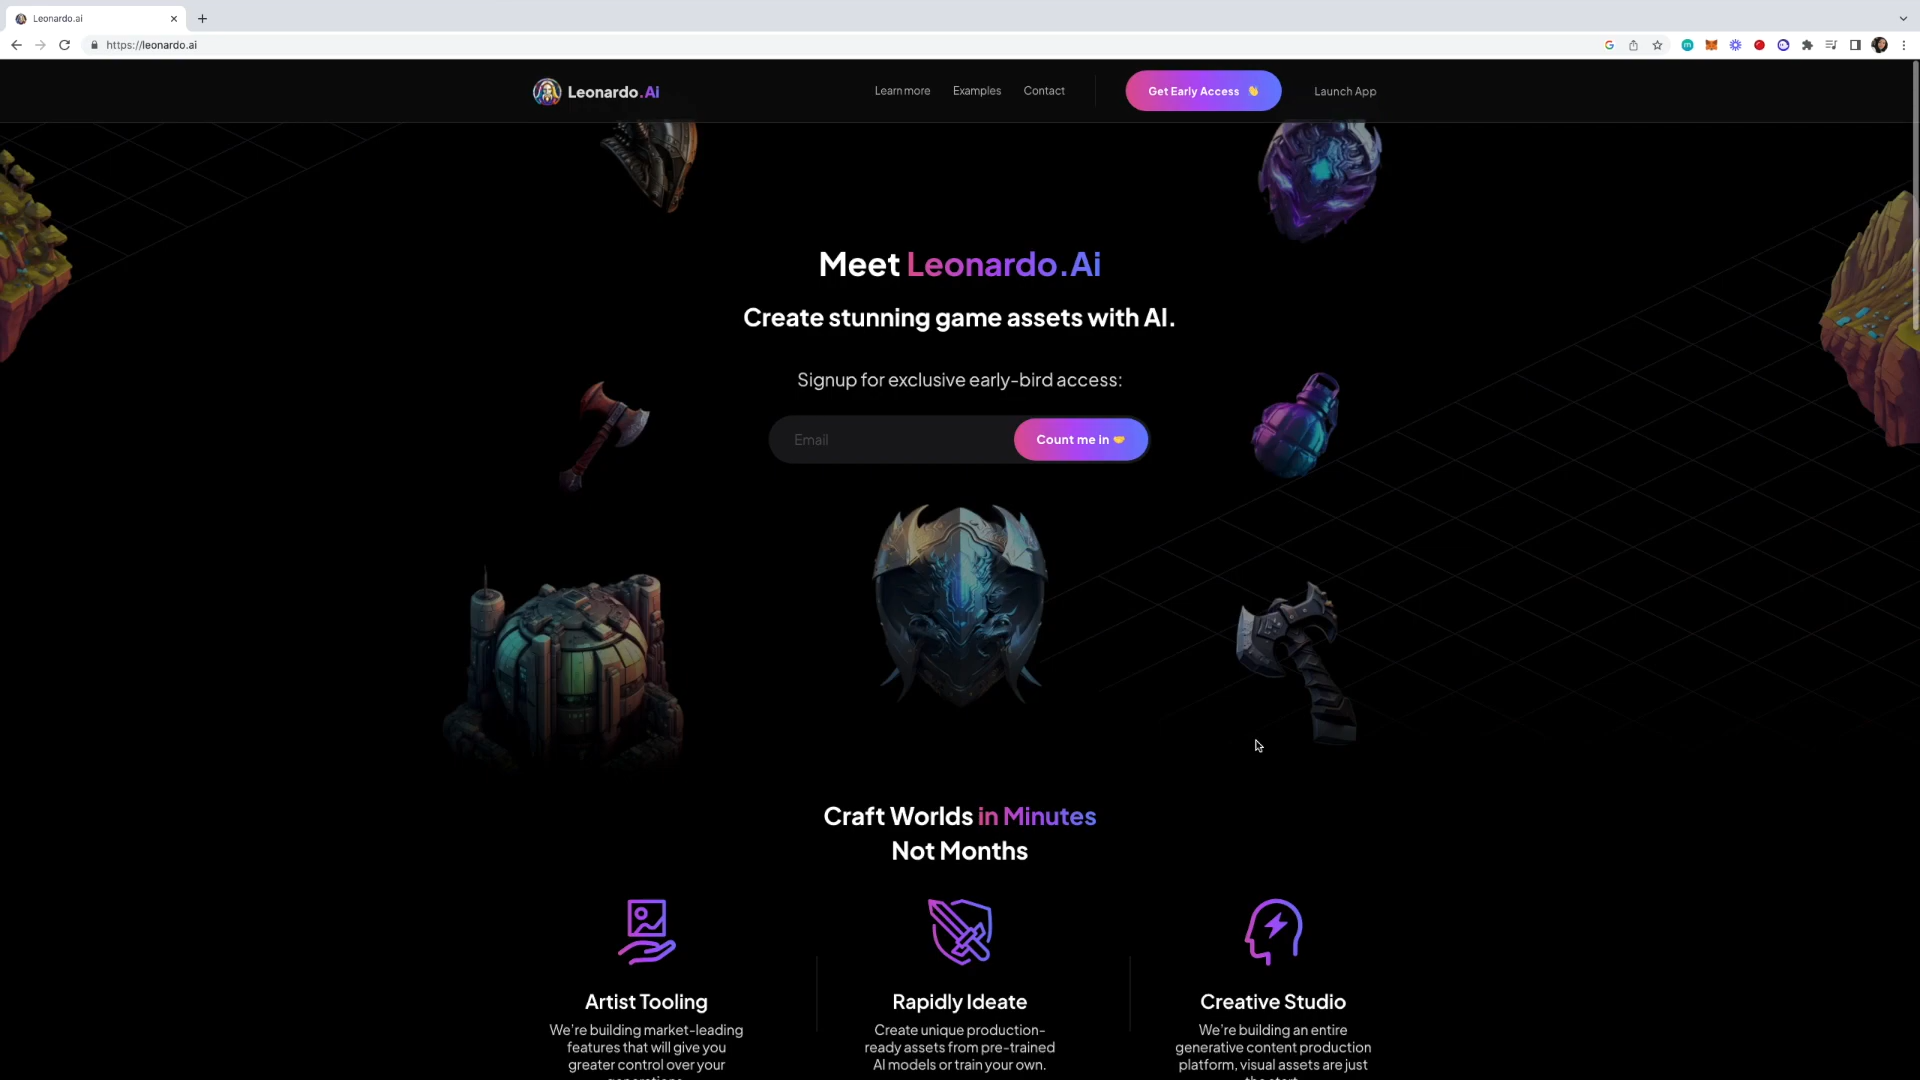 Leonardo.ai
https://leonardo.ai
Leonardo.Ai
Learn more
Examples
Contact
Get Early Access 👋
Launch App
Meet Leonardo.Ai
Create stunning game assets with AI.
Signup for exclusive early-bird access:
Email
Count me in 🤝
Craft Worlds in Minutes
Not Months
Artist Tooling
We're building market-leading
features that will give you
greater control over your
Rapidly Ideate
Create unique production-
ready assets from pre-trained
AI models or train your own.
Creative Studio
We're building an entire
generative content production
platform, visual assets are just